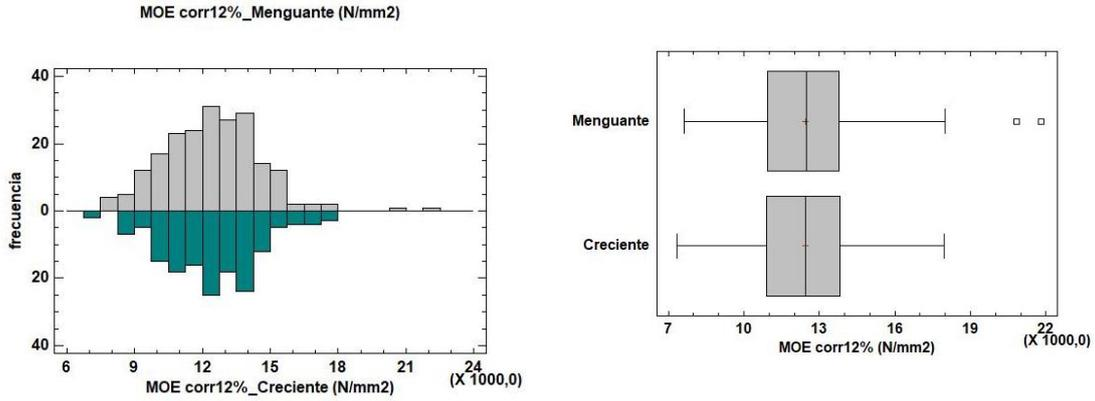 MOE corr12%_Menguante (N/mm2)
frecuencia
40
20
0
20
40
6 9 12 15 18 21 24
(X 1000,0)
MOE corr12%_Creciente (N/mm2)
Menguante
Creciente
7 10 13 16 19 22
(X 1000,0)
MOE corr12% (N/mm2)